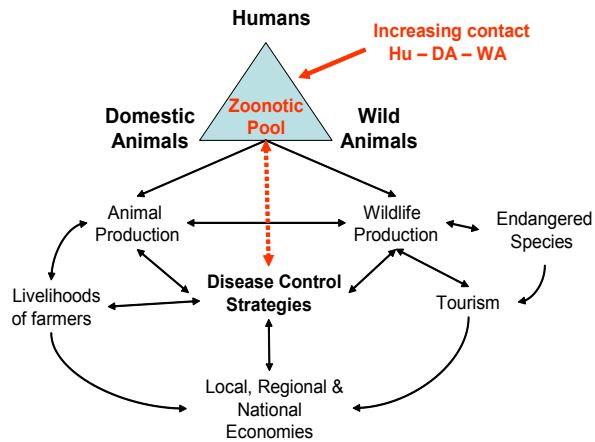 Humans
Increasing contact
Hu – DA – WA
Domestic
Animals
Zoonotic
Pool
Wild
Animals
Animal
Production
Wildlife
Production
Endangered
Species
Disease Control
Strategies
Livelihoods
of farmers
Tourism
Local, Regional &
National
Economies